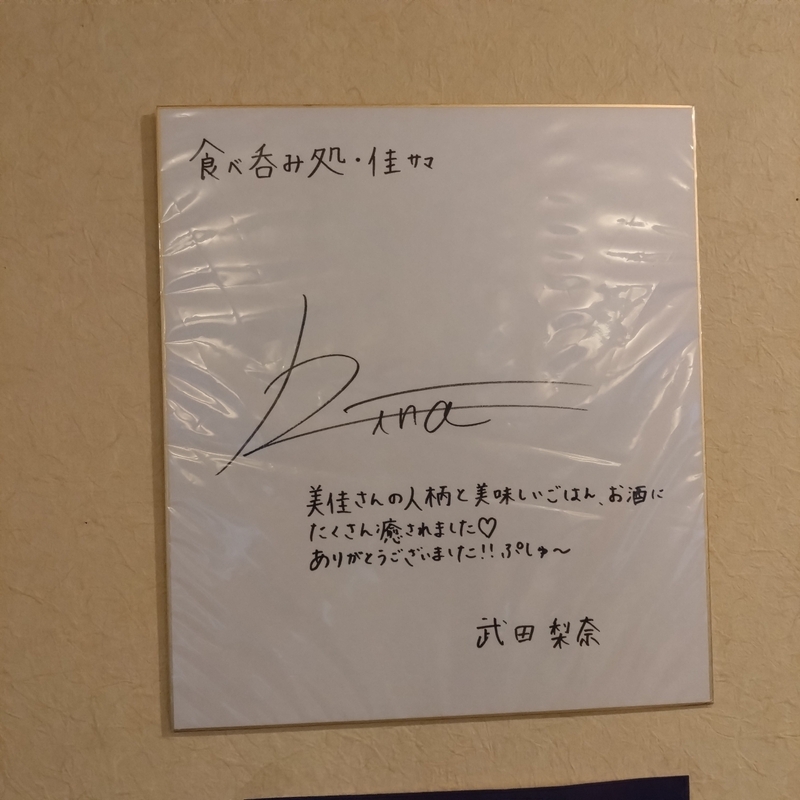 食べ呑み処・佳サマ
Rina
美佳さんの人柄と美味しいごはん、お酒に
たくさん癒されました♡
ありがとうございました!!ぷしゅ〜
武田梨奈